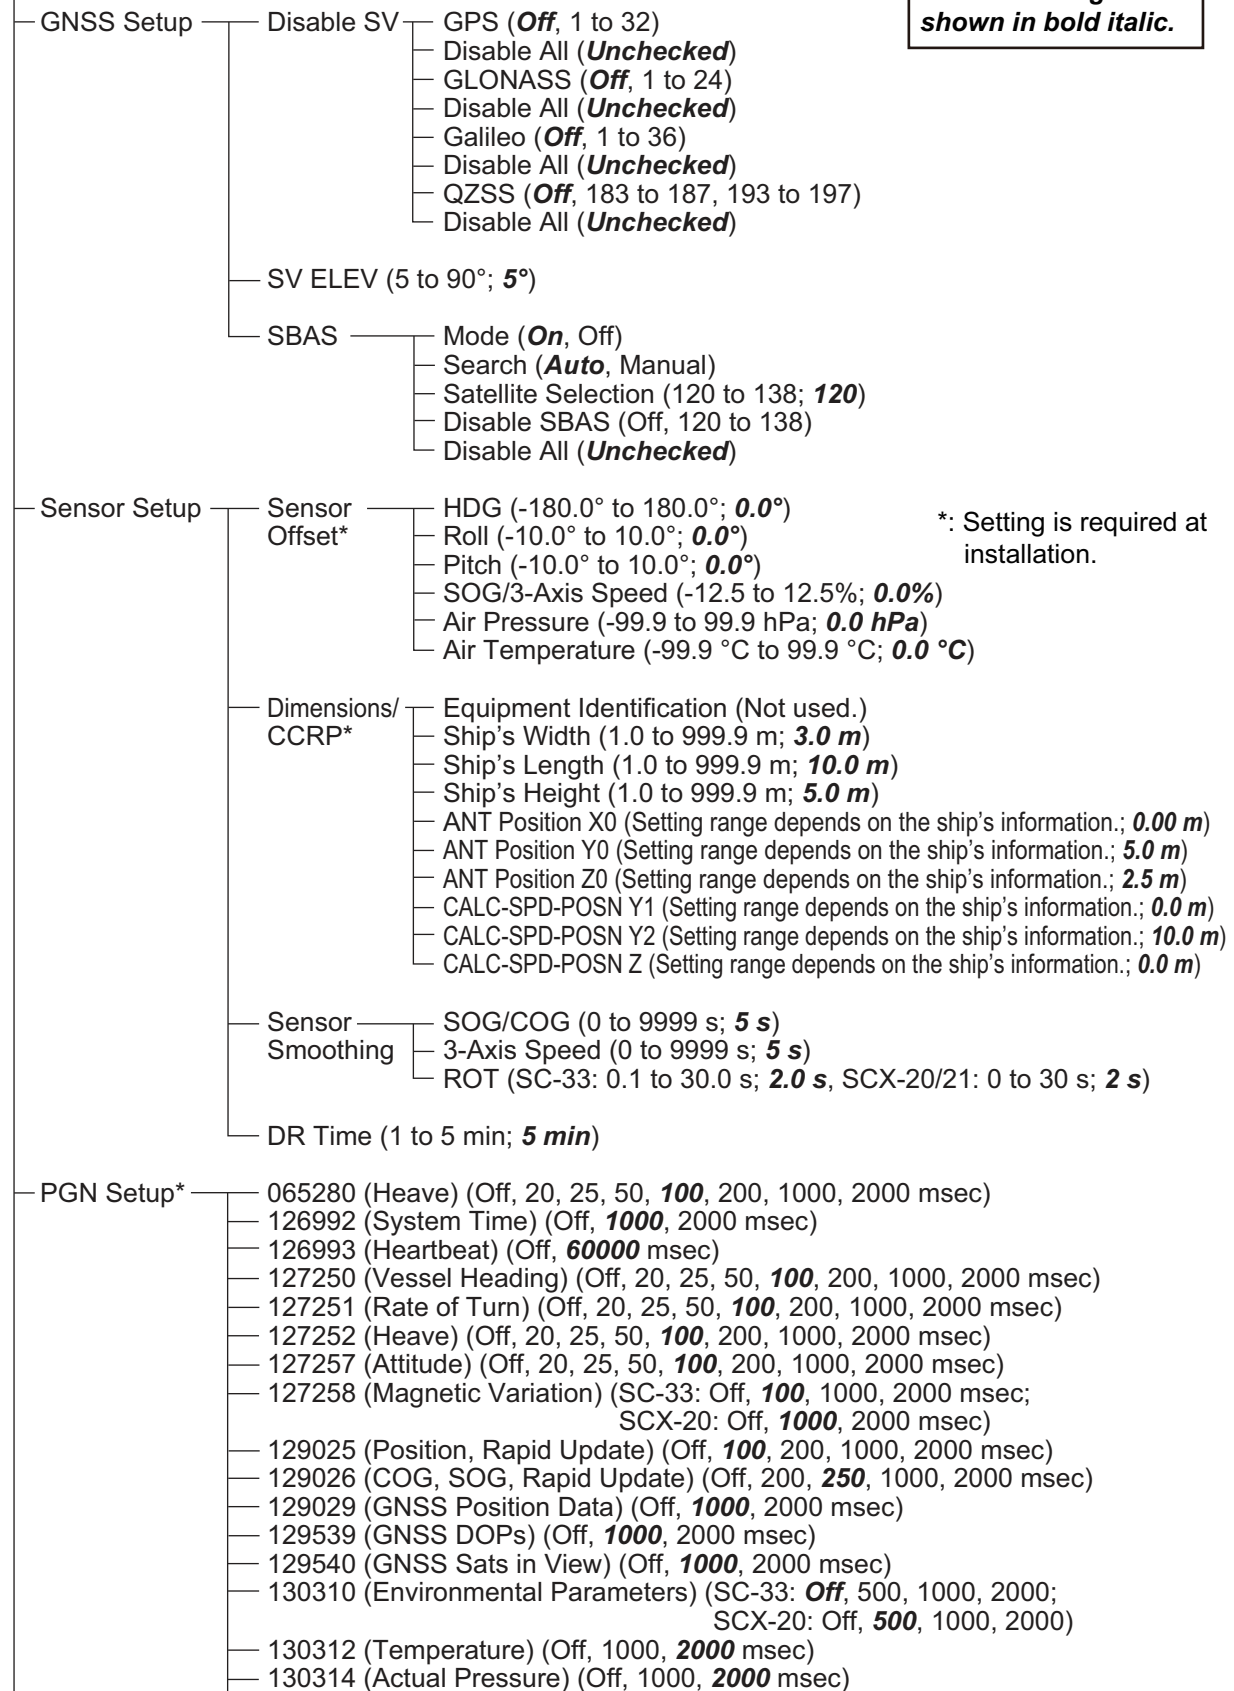 shown in bold italic.
GNSS Setup
Disable SV
GPS (Off, 1 to 32)
Disable All (Unchecked)
GLONASS (Off, 1 to 24)
Disable All (Unchecked)
Galileo (Off, 1 to 36)
Disable All (Unchecked)
QZSS (Off, 183 to 187, 193 to 197)
Disable All (Unchecked)
SV ELEV (5 to 90°; 5°)
SBAS
Mode (On, Off)
Search (Auto, Manual)
Satellite Selection (120 to 138; 120)
Disable SBAS (Off, 120 to 138)
Disable All (Unchecked)
Sensor Setup
Sensor
Offset*
HDG (-180.0° to 180.0°; 0.0°)
Roll (-10.0° to 10.0°; 0.0°)
Pitch (-10.0° to 10.0°; 0.0°)
SOG/3-Axis Speed (-12.5 to 12.5%; 0.0%)
Air Pressure (-99.9 to 99.9 hPa; 0.0 hPa)
Air Temperature (-99.9 °C to 99.9 °C; 0.0 °C)
*: Setting is required at
installation.
Dimensions/
CCRP*
Equipment Identification (Not used.)
Ship's Width (1.0 to 999.9 m; 3.0 m)
Ship's Length (1.0 to 999.9 m; 10.0 m)
Ship's Height (1.0 to 999.9 m; 5.0 m)
ANT Position X0 (Setting range depends on the ship's information.; 0.00 m)
ANT Position Y0 (Setting range depends on the ship's information.; 5.0 m)
ANT Position Z0 (Setting range depends on the ship's information.; 2.5 m)
CALC-SPD-POSN Y1 (Setting range depends on the ship's information.; 0.0 m)
CALC-SPD-POSN Y2 (Setting range depends on the ship's information.; 10.0 m)
CALC-SPD-POSN Z (Setting range depends on the ship's information.; 0.0 m)
Sensor
Smoothing
SOG/COG (0 to 9999 s; 5 s)
3-Axis Speed (0 to 9999 s; 5 s)
ROT (SC-33: 0.1 to 30.0 s; 2.0 s, SCX-20/21: 0 to 30 s; 2 s)
DR Time (1 to 5 min; 5 min)
PGN Setup*
065280 (Heave) (Off, 20, 25, 50, 100, 200, 1000, 2000 msec)
126992 (System Time) (Off, 1000, 2000 msec)
126993 (Heartbeat) (Off, 60000 msec)
127250 (Vessel Heading) (Off, 20, 25, 50, 100, 200, 1000, 2000 msec)
127251 (Rate of Turn) (Off, 20, 25, 50, 100, 200, 1000, 2000 msec)
127252 (Heave) (Off, 20, 25, 50, 100, 200, 1000, 2000 msec)
127257 (Attitude) (Off, 20, 25, 50, 100, 200, 1000, 2000 msec)
127258 (Magnetic Variation) (SC-33: Off, 100, 1000, 2000 msec;
SCX-20: Off, 1000, 2000 msec)
129025 (Position, Rapid Update) (Off, 100, 200, 1000, 2000 msec)
129026 (COG, SOG, Rapid Update) (Off, 200, 250, 1000, 2000 msec)
129029 (GNSS Position Data) (Off, 1000, 2000 msec)
129539 (GNSS DOPs) (Off, 1000, 2000 msec)
129540 (GNSS Sats in View) (Off, 1000, 2000 msec)
130310 (Environmental Parameters) (SC-33: Off, 500, 1000, 2000;
SCX-20: Off, 500, 1000, 2000)
130312 (Temperature) (Off, 1000, 2000 msec)
130314 (Actual Pressure) (Off, 1000, 2000 msec)